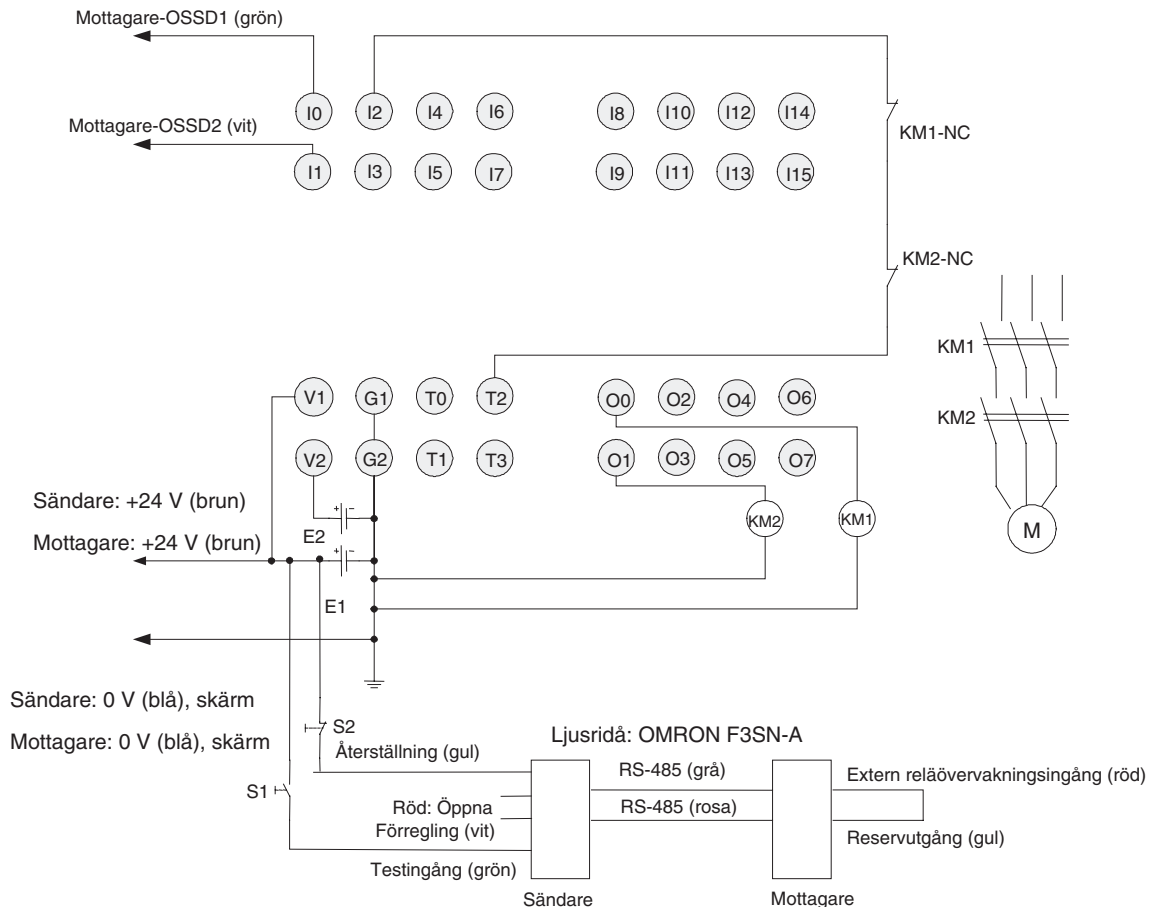 Mottagare-OSSD1 (grön)
I0 I2 I4 I6 I8 I10 I12 I14
Mottagare-OSSD2 (vit)
KM1-NC
I1 I3 I5 I7 I9 I11 I13 I15
KM2-NC
KM1
V1 G1 T0 T2 O0 O2 O4 O6
KM2
V2 G2 T1 T3 O1 O3 O5 O7
Sändare: +24 V (brun)
+ -
KM2 KM1
M
E2
Mottagare: +24 V (brun)
+ -
E1
Sändare: 0 V (blå), skärm
S2
Ljusridå: OMRON F3SN-A
Mottagare: 0 V (blå), skärm
Återställning (gul)
RS-485 (grå)
Extern reläövervakningsingång (röd)
S1
Röd: Öppna
RS-485 (rosa)
Förregling (vit)
Reservutgång (gul)
Testingång (grön)
Sändare
Mottagare